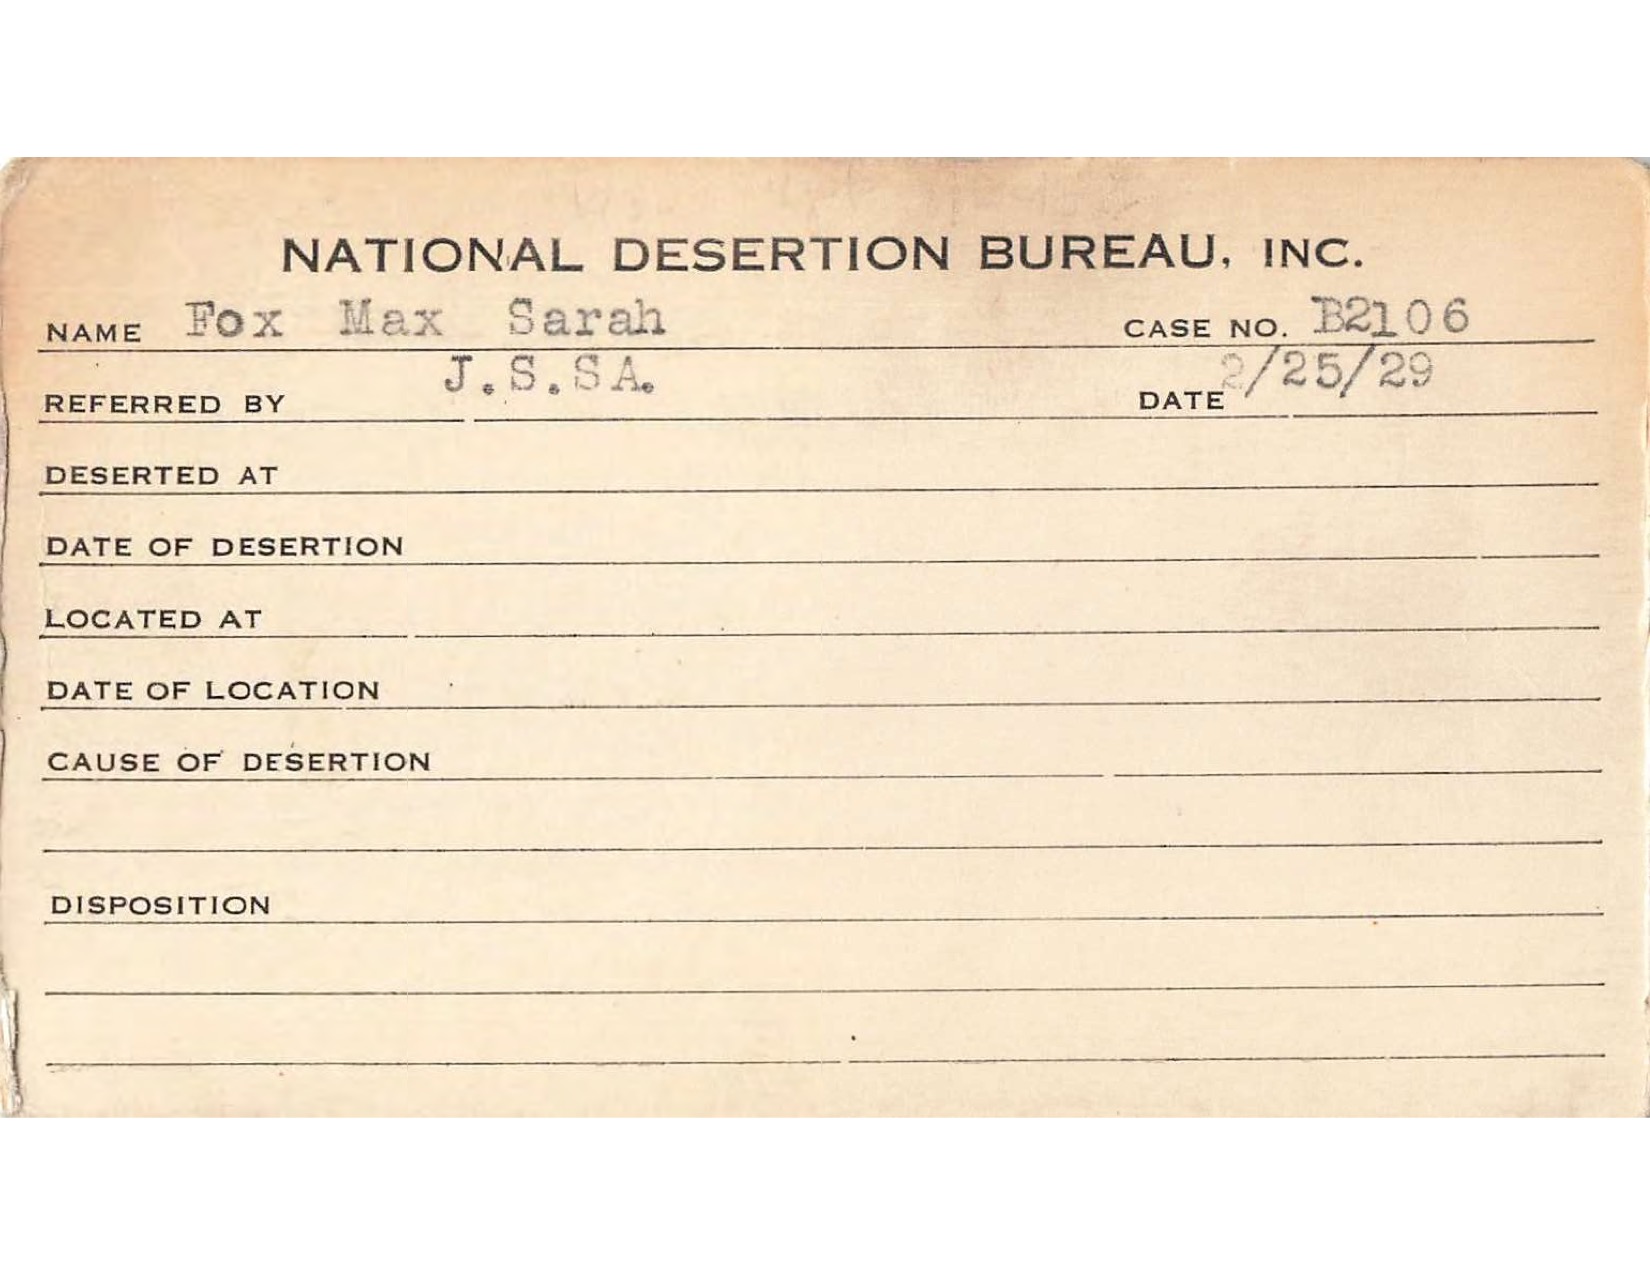 NATIONAL DESERTION BUREAU, INC.
NAME Fox Max Sarah CASE NO. B2106
REFERRED BY J.S.SA. DATE 2/25/29
DESERTED AT
DATE OF DESERTION
LOCATED AT
DATE OF LOCATION
CAUSE OF DESERTION
DISPOSITION